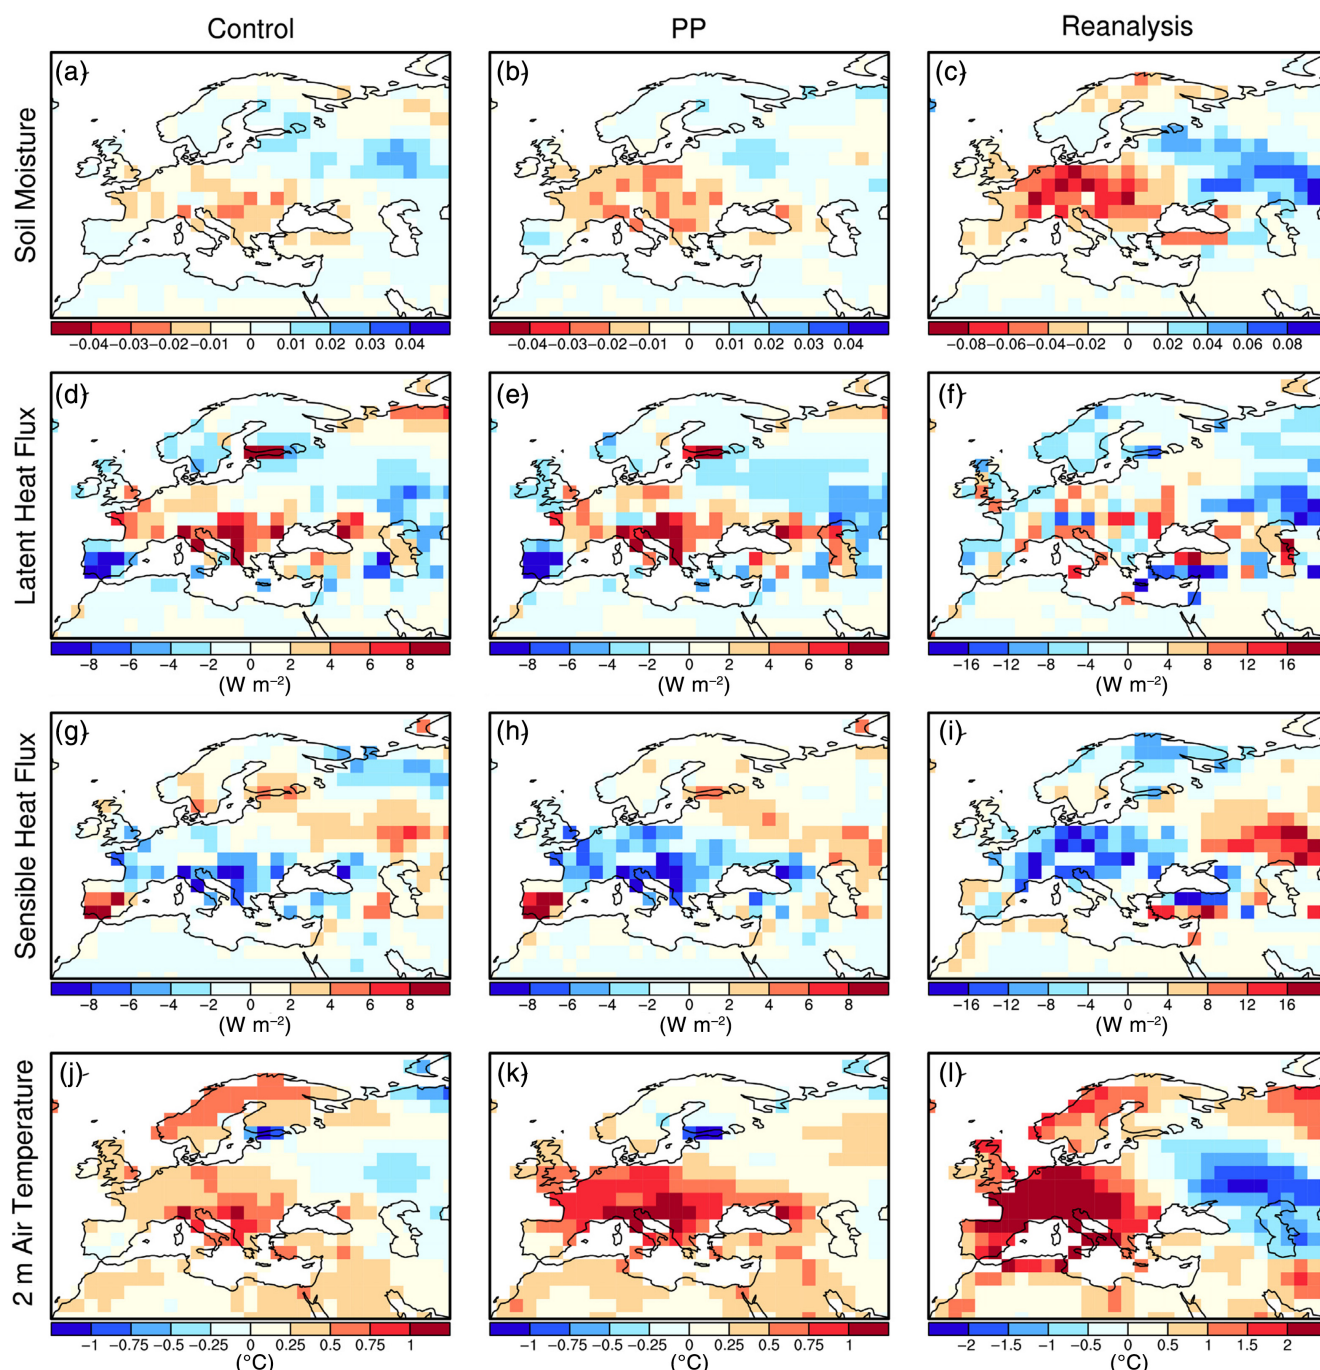 Control PP Reanalysis
Soil Moisture
(a) (b) (c)
−0.04 −0.03 −0.02 −0.01 0 0.01 0.02 0.03 0.04
−0.04 −0.03 −0.02 −0.01 0 0.01 0.02 0.03 0.04
−0.08 −0.06 −0.04 −0.02 0 0.02 0.04 0.06 0.08
Latent Heat Flux
(d) (e) (f)
−8 −6 −4 −2 0 2 4 6 8
(W m⁻²)
−8 −6 −4 −2 0 2 4 6 8
(W m⁻²)
−16 −12 −8 −4 0 4 8 12 16
(W m⁻²)
Sensible Heat Flux
(g) (h) (i)
−8 −6 −4 −2 0 2 4 6 8
(W m⁻²)
−8 −6 −4 −2 0 2 4 6 8
(W m⁻²)
−16 −12 −8 −4 0 4 8 12 16
(W m⁻²)
2 m Air Temperature
(j) (k) (l)
−1 −0.75 −0.5 −0.25 0 0.25 0.5 0.75 1
(°C)
−1 −0.75 −0.5 −0.25 0 0.25 0.5 0.75 1
(°C)
−2 −1.5 −1 −0.5 0 0.5 1 1.5 2
(°C)